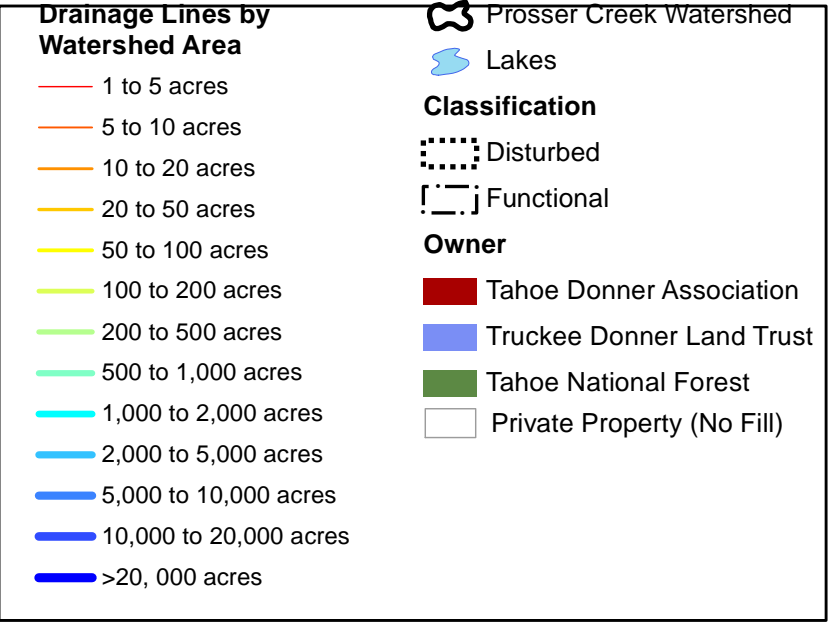 Drainage Lines by
Watershed Area
1 to 5 acres
5 to 10 acres
10 to 20 acres
20 to 50 acres
50 to 100 acres
100 to 200 acres
200 to 500 acres
500 to 1,000 acres
1,000 to 2,000 acres
2,000 to 5,000 acres
5,000 to 10,000 acres
10,000 to 20,000 acres
>20, 000 acres
Prosser Creek Watershed
Lakes
Classification
Disturbed
Functional
Owner
Tahoe Donner Association
Truckee Donner Land Trust
Tahoe National Forest
Private Property (No Fill)